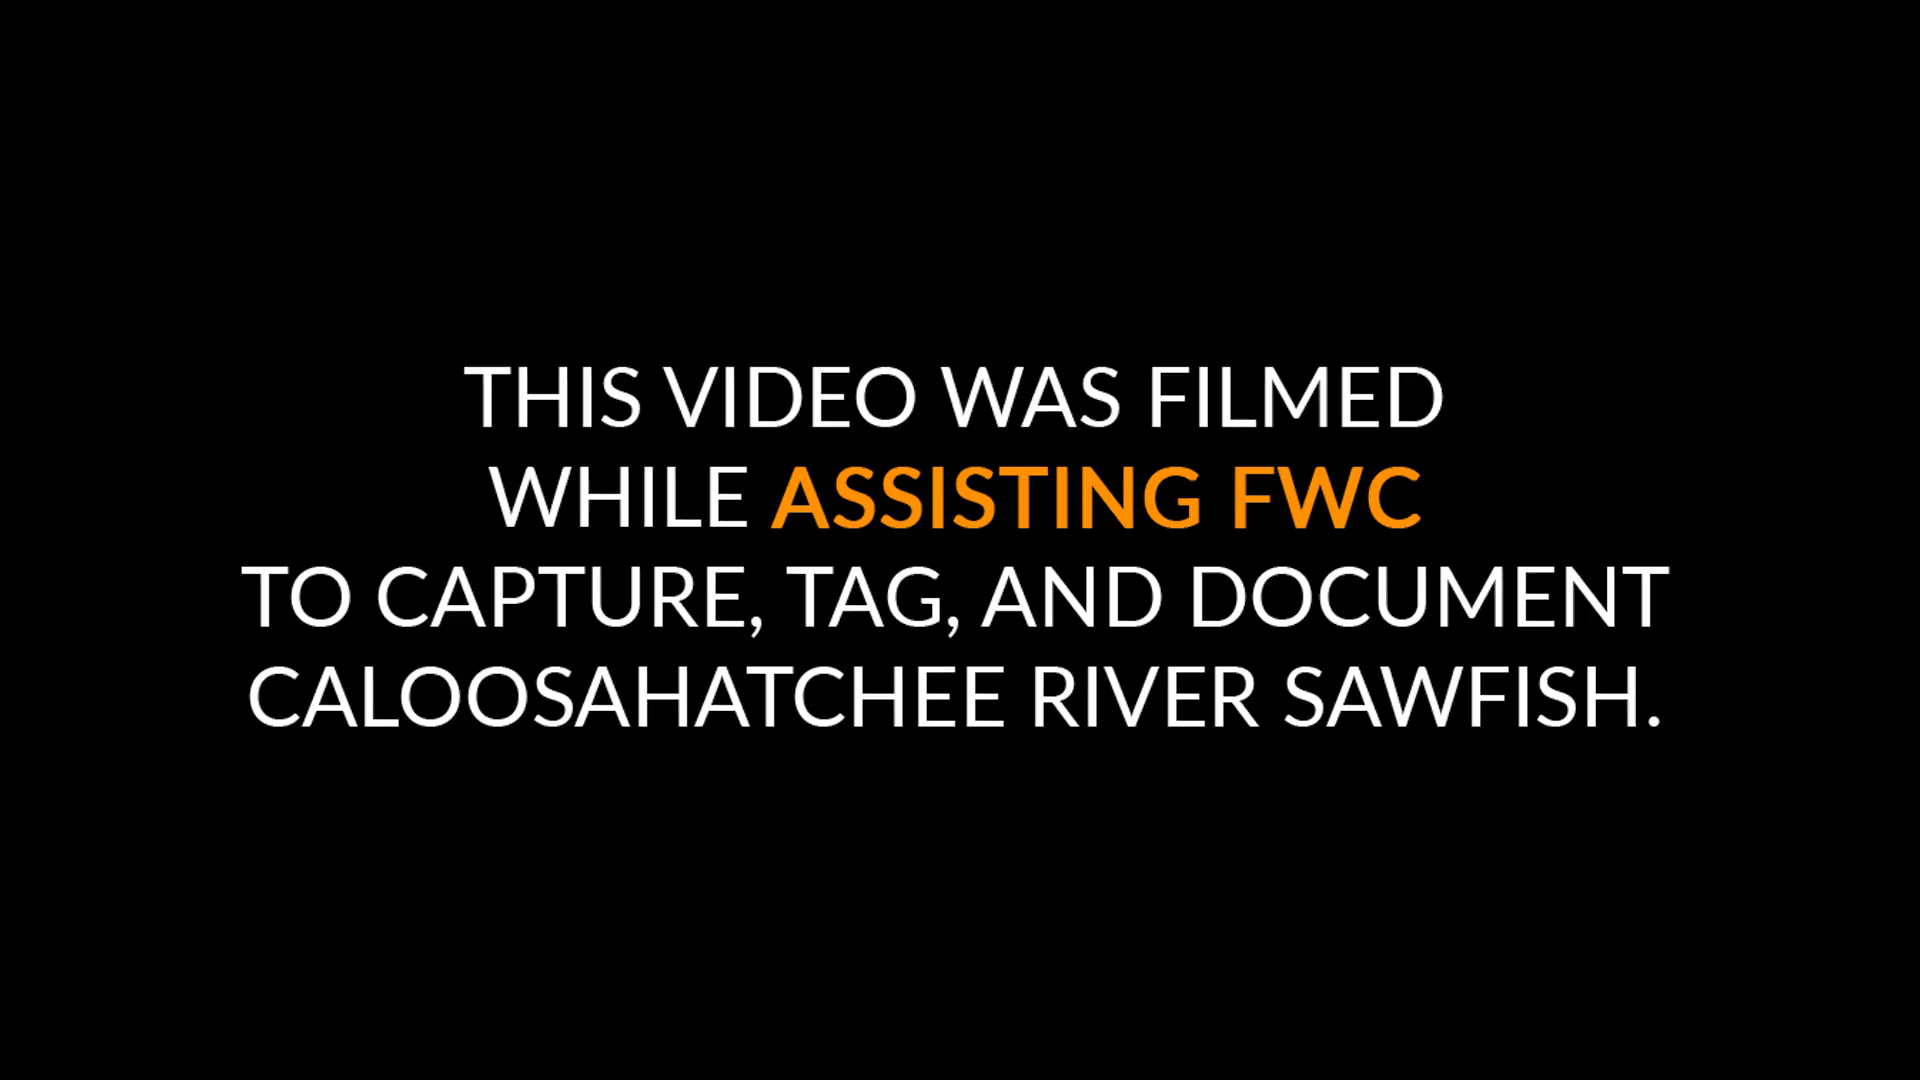 THIS VIDEO WAS FILMED
WHILE ASSISTING FWC
TO CAPTURE, TAG, AND DOCUMENT
CALOOSAHATCHEE RIVER SAWFISH.